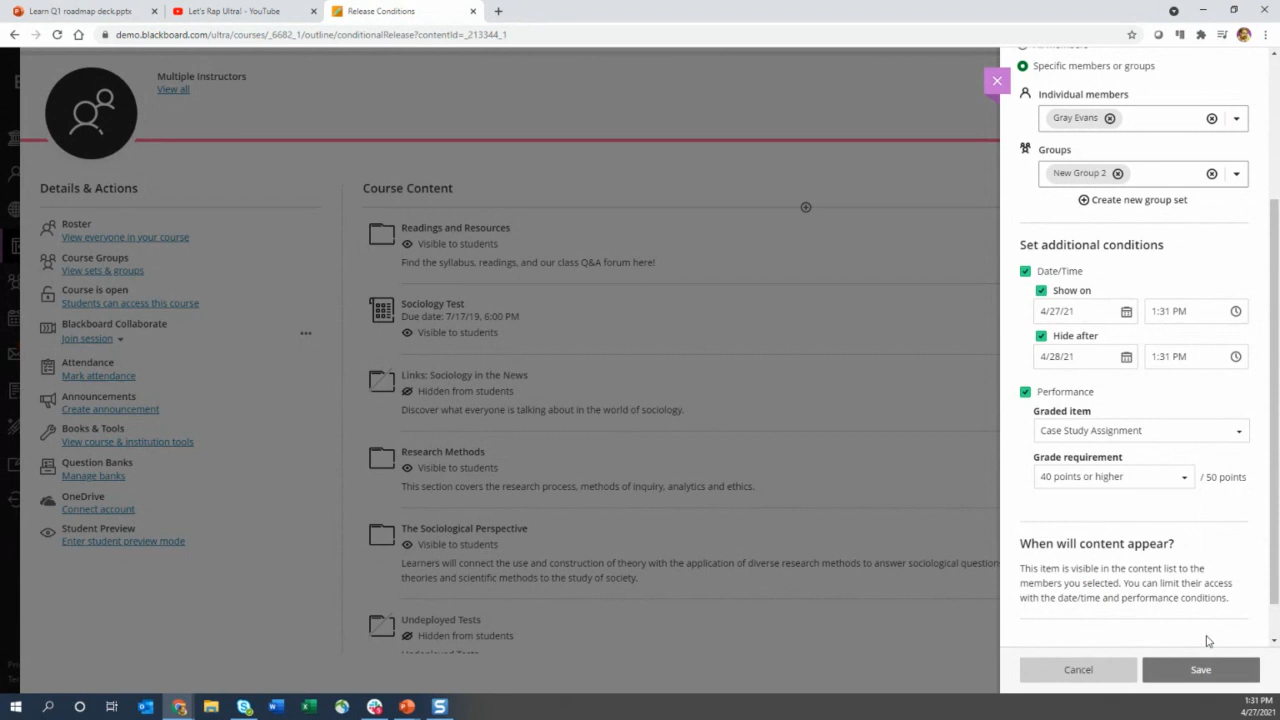 Learn Q1 roadmap deck.pptx
Let's Rap Ultra! - YouTube
Release Conditions
demo.blackboard.com/ultra/courses/_6682_1/outline/conditionalRelease?contentId=_213344_1
Multiple Instructors
View all
Details & Actions
Roster
View everyone in your course
Course Groups
View sets & groups
Course is open
Students can access this course
Blackboard Collaborate
Join session
Attendance
Mark attendance
Announcements
Create announcement
Books & Tools
View course & institution tools
Question Banks
Manage banks
OneDrive
Connect account
Student Preview
Enter student preview mode
Course Content
Readings and Resources
Visible to students
Find the syllabus, readings, and our class Q&A forum here!
Sociology Test
Due date: 7/17/19, 6:00 PM
Visible to students
Links: Sociology in the News
Hidden from students
Discover what everyone is talking about in the world of sociology.
Research Methods
Visible to students
This section covers the research process, methods of inquiry, analytics and ethics.
The Sociological Perspective
Visible to students
Learners will connect the use and construction of theory with the application of diverse research methods to answer sociological questions
theories and scientific methods to the study of society.
Undeployed Tests
Hidden from students
Undeployed Tests
Specific members or groups
Individual members
Gray Evans
Groups
New Group 2
Create new group set
Set additional conditions
Date/Time
Show on
4/27/21 1:31 PM
Hide after
4/28/21 1:31 PM
Performance
Graded item
Case Study Assignment
Grade requirement
40 points or higher / 50 points
When will content appear?
This item is visible in the content list to the
members you selected. You can limit their access
with the date/time and performance conditions.
Cancel
Save
1:31 PM
4/27/2021